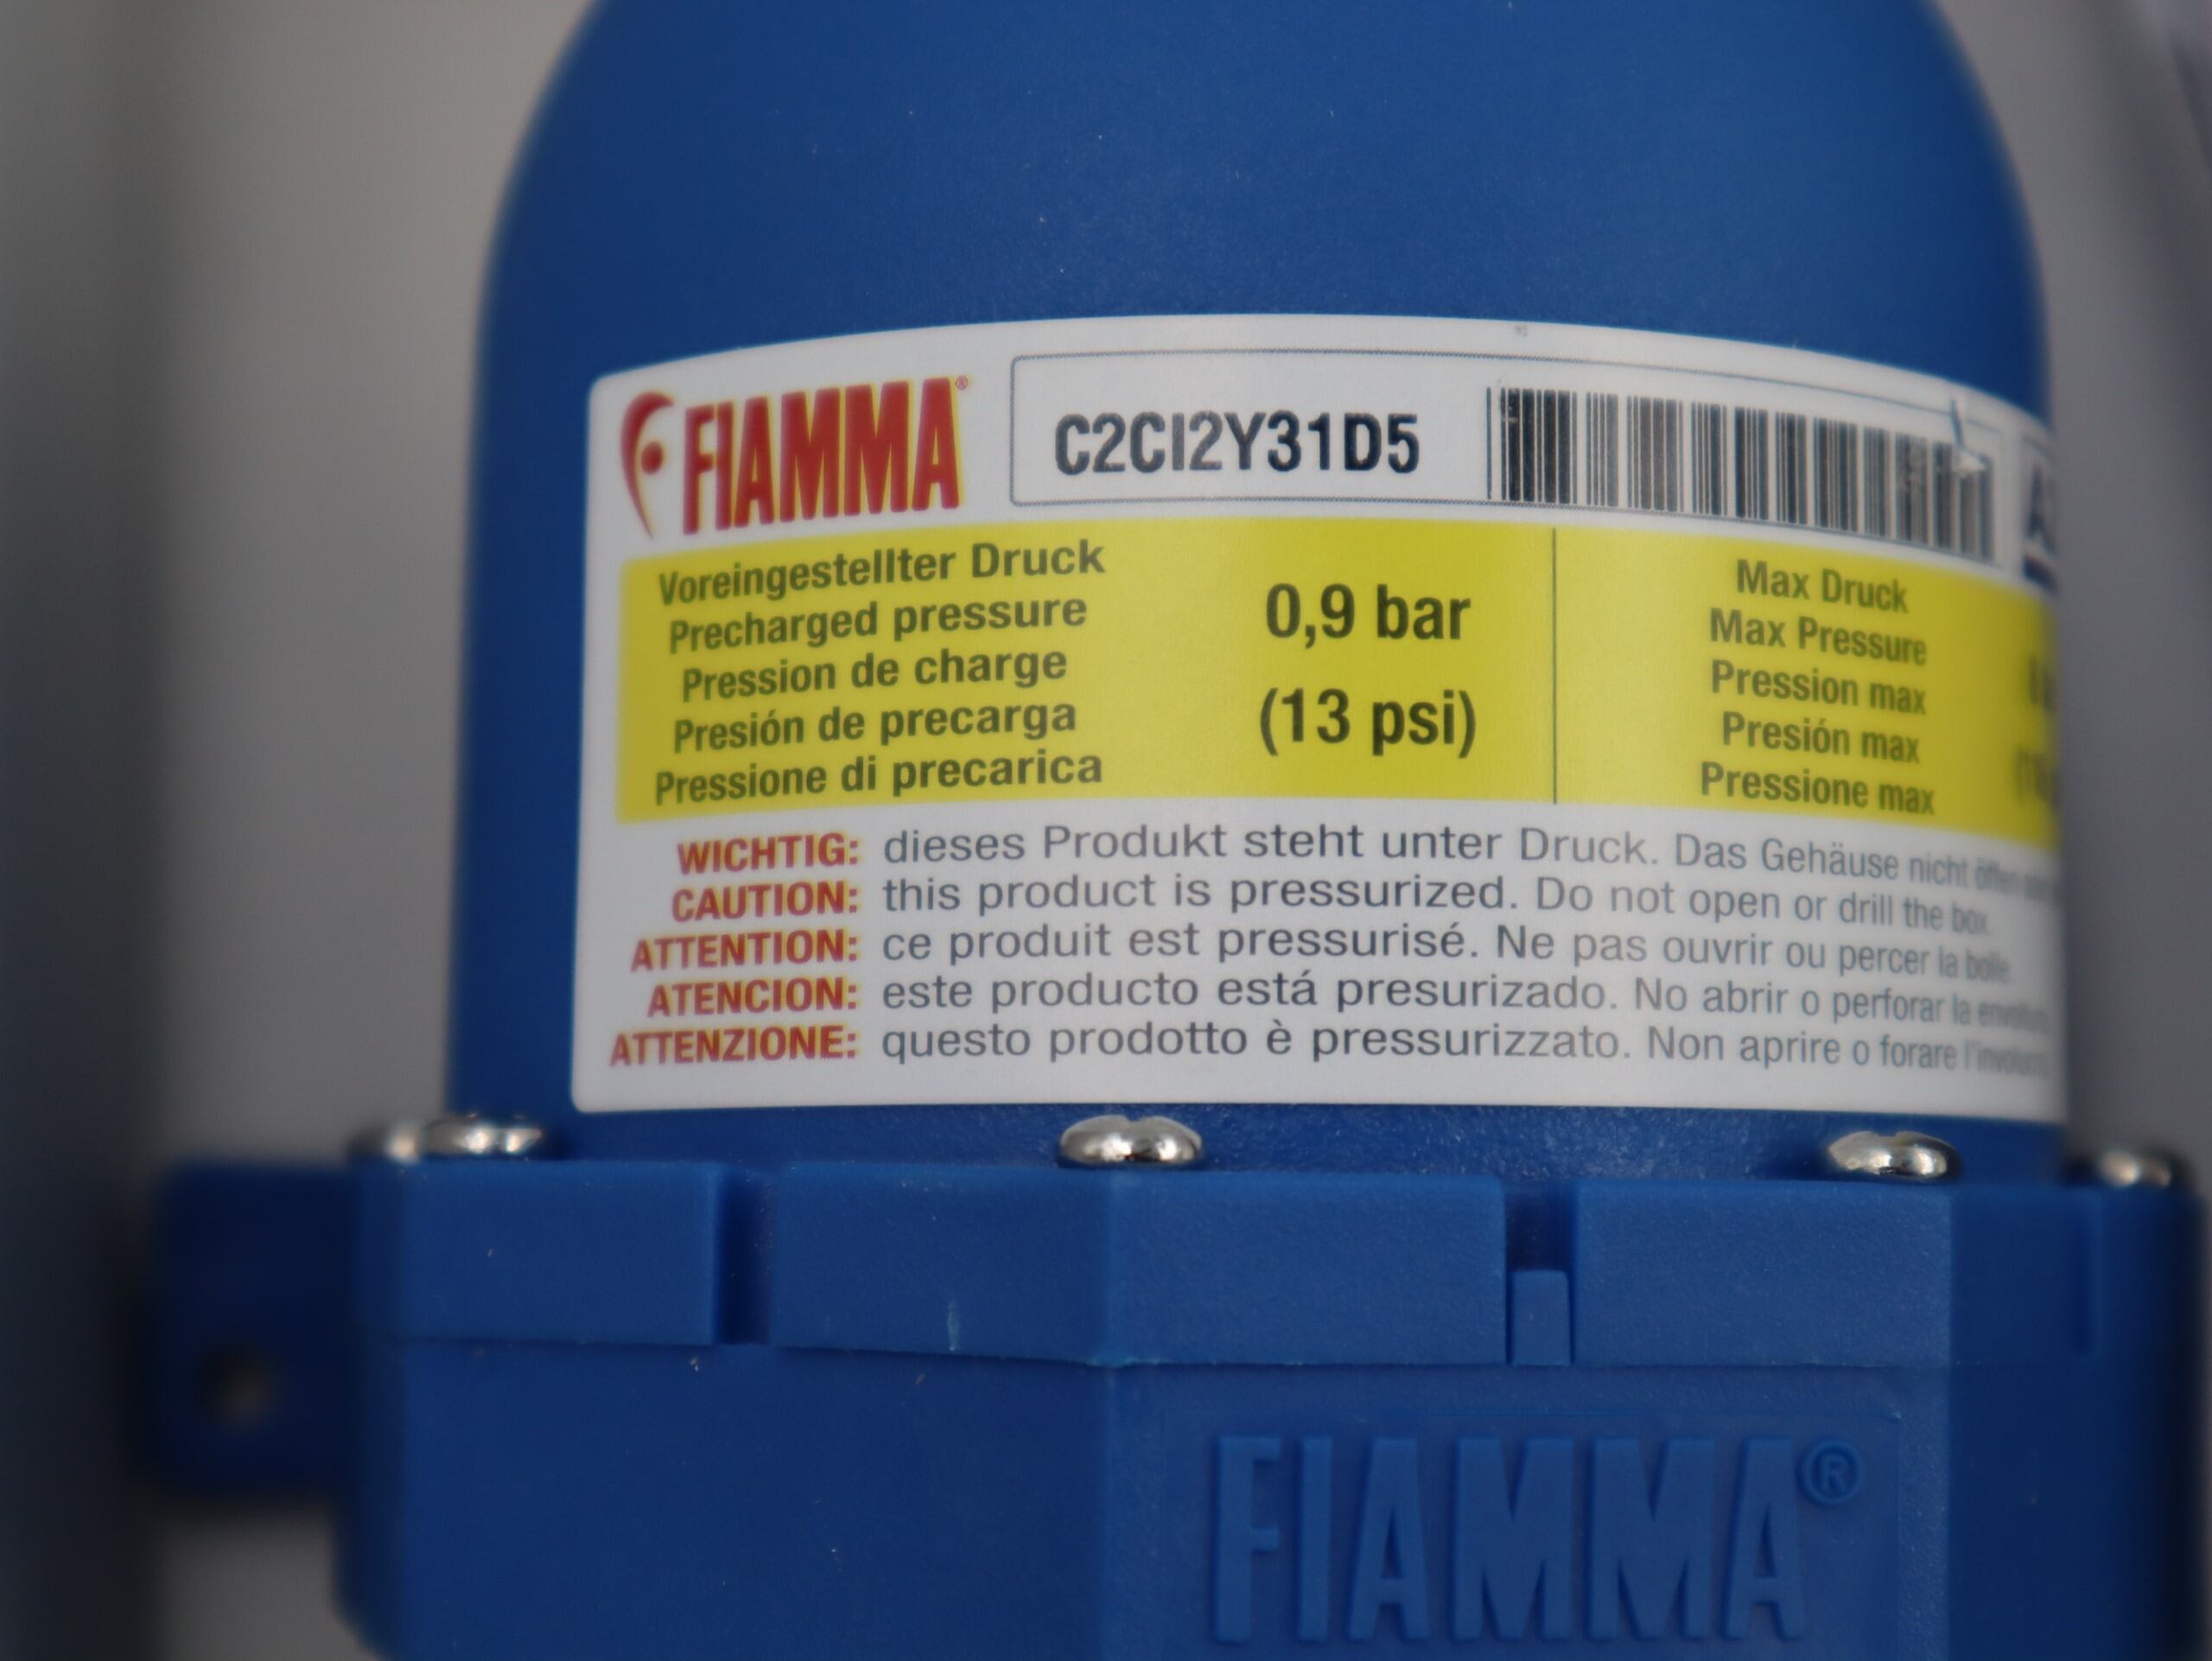 FIAMMA®
C2CI2Y31D5
Voreingestellter Druck
Precharged pressure
Pression de charge
Presión de precarga
Pressione di precarica
0,9 bar
(13 psi)
Max Druck
Max Pressure
Pression max
Presión max
Pressione max
WICHTIG: dieses Produkt steht unter Druck. Das Gehäuse nicht
CAUTION: this product is pressurized. Do not open or drill the box.
ATTENTION: ce produit est pressurisé. Ne pas ouvrir ou percer la
ATENCION: este producto está presurizado. No abrir o perforar la
ATTENZIONE: questo prodotto è pressurizzato. Non aprire o forare
FIAMMA®